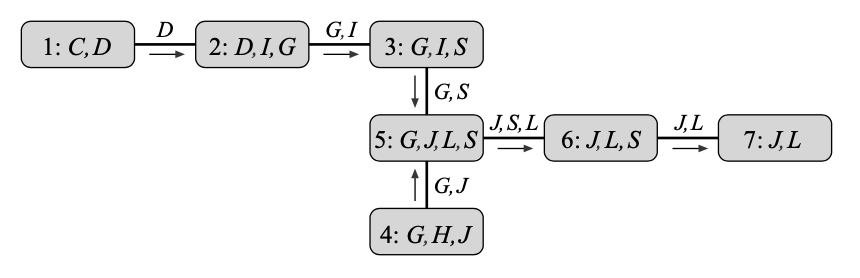 D
G,I
1: C,D
2: D,I,G
3: G,I,S
G,S
J,S,L
J,L
5: G,J,L,S
6: J,L,S
7: J,L
G,J
4: G,H,J